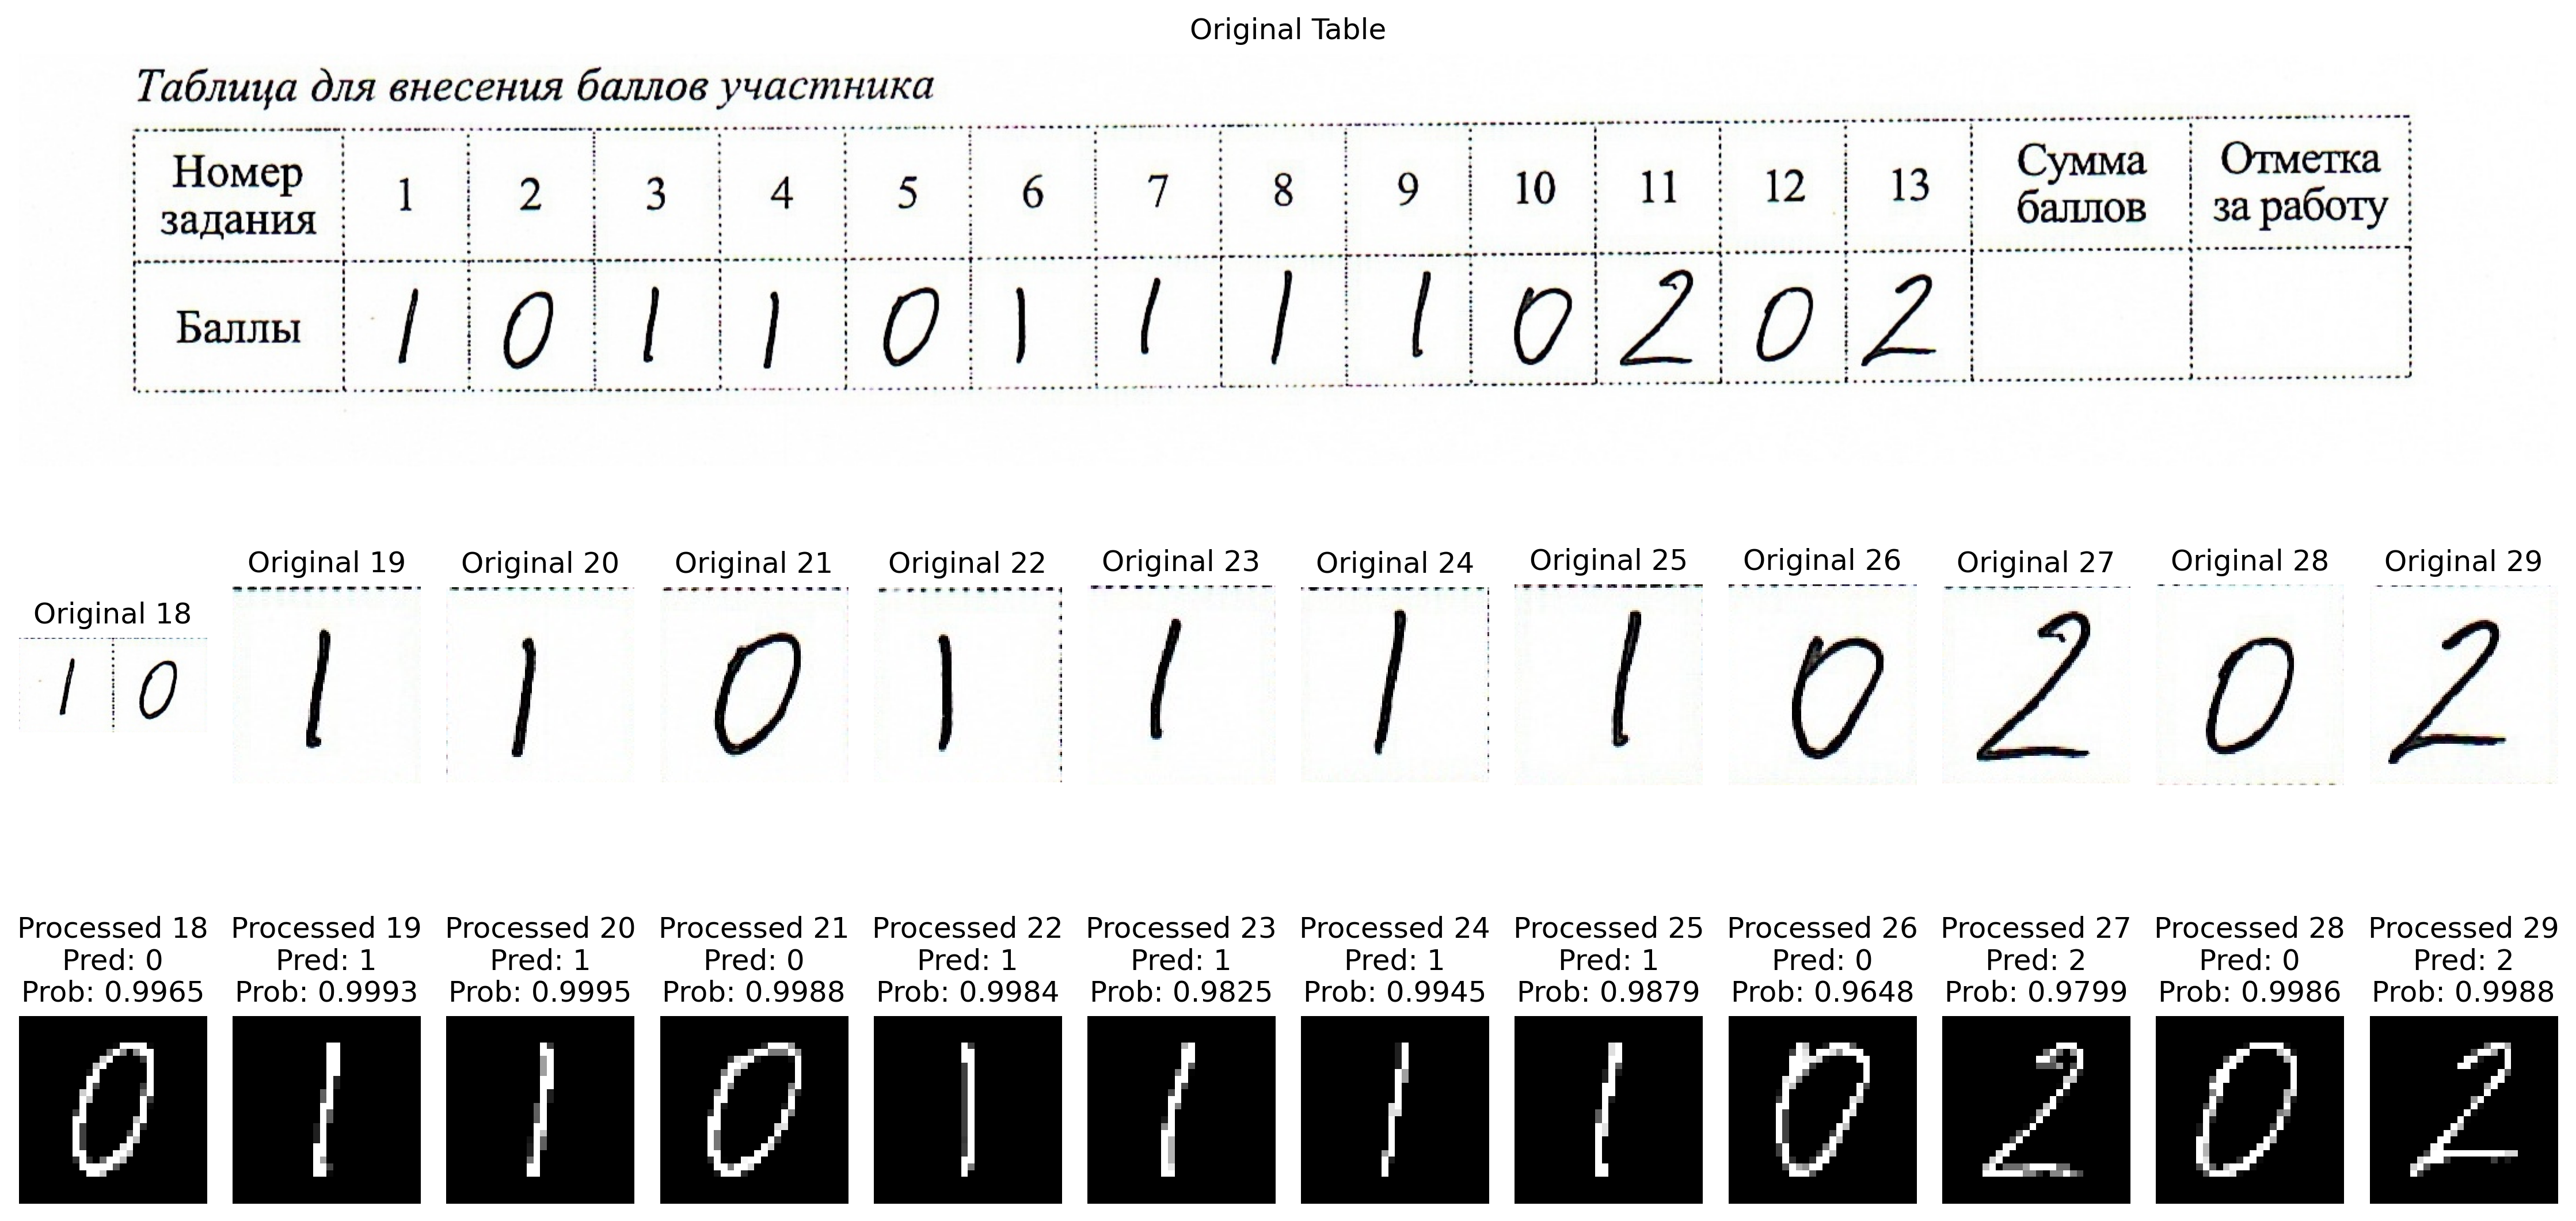 Original Table
Таблица для внесения баллов участника
Номер задания 1 2 3 4 5 6 7 8 9 10 11 12 13 Сумма баллов Отметка за работу
Баллы 1 0 1 1 0 1 1 1 1 0 2 0 2
Original 18 Original 19 Original 20 Original 21 Original 22 Original 23 Original 24 Original 25 Original 26 Original 27 Original 28 Original 29
1 0 1 1 0 1 1 1 1 0 2 0 2
Processed 18 Processed 19 Processed 20 Processed 21 Processed 22 Processed 23 Processed 24 Processed 25 Processed 26 Processed 27 Processed 28 Processed 29
Pred: 0 Pred: 1 Pred: 1 Pred: 0 Pred: 1 Pred: 1 Pred: 1 Pred: 1 Pred: 0 Pred: 2 Pred: 0 Pred: 2
Prob: 0.9965 Prob: 0.9993 Prob: 0.9995 Prob: 0.9988 Prob: 0.9984 Prob: 0.9825 Prob: 0.9945 Prob: 0.9879 Prob: 0.9648 Prob: 0.9799 Prob: 0.9986 Prob: 0.9988
0 1 1 0 1 1 1 1 0 2 0 2